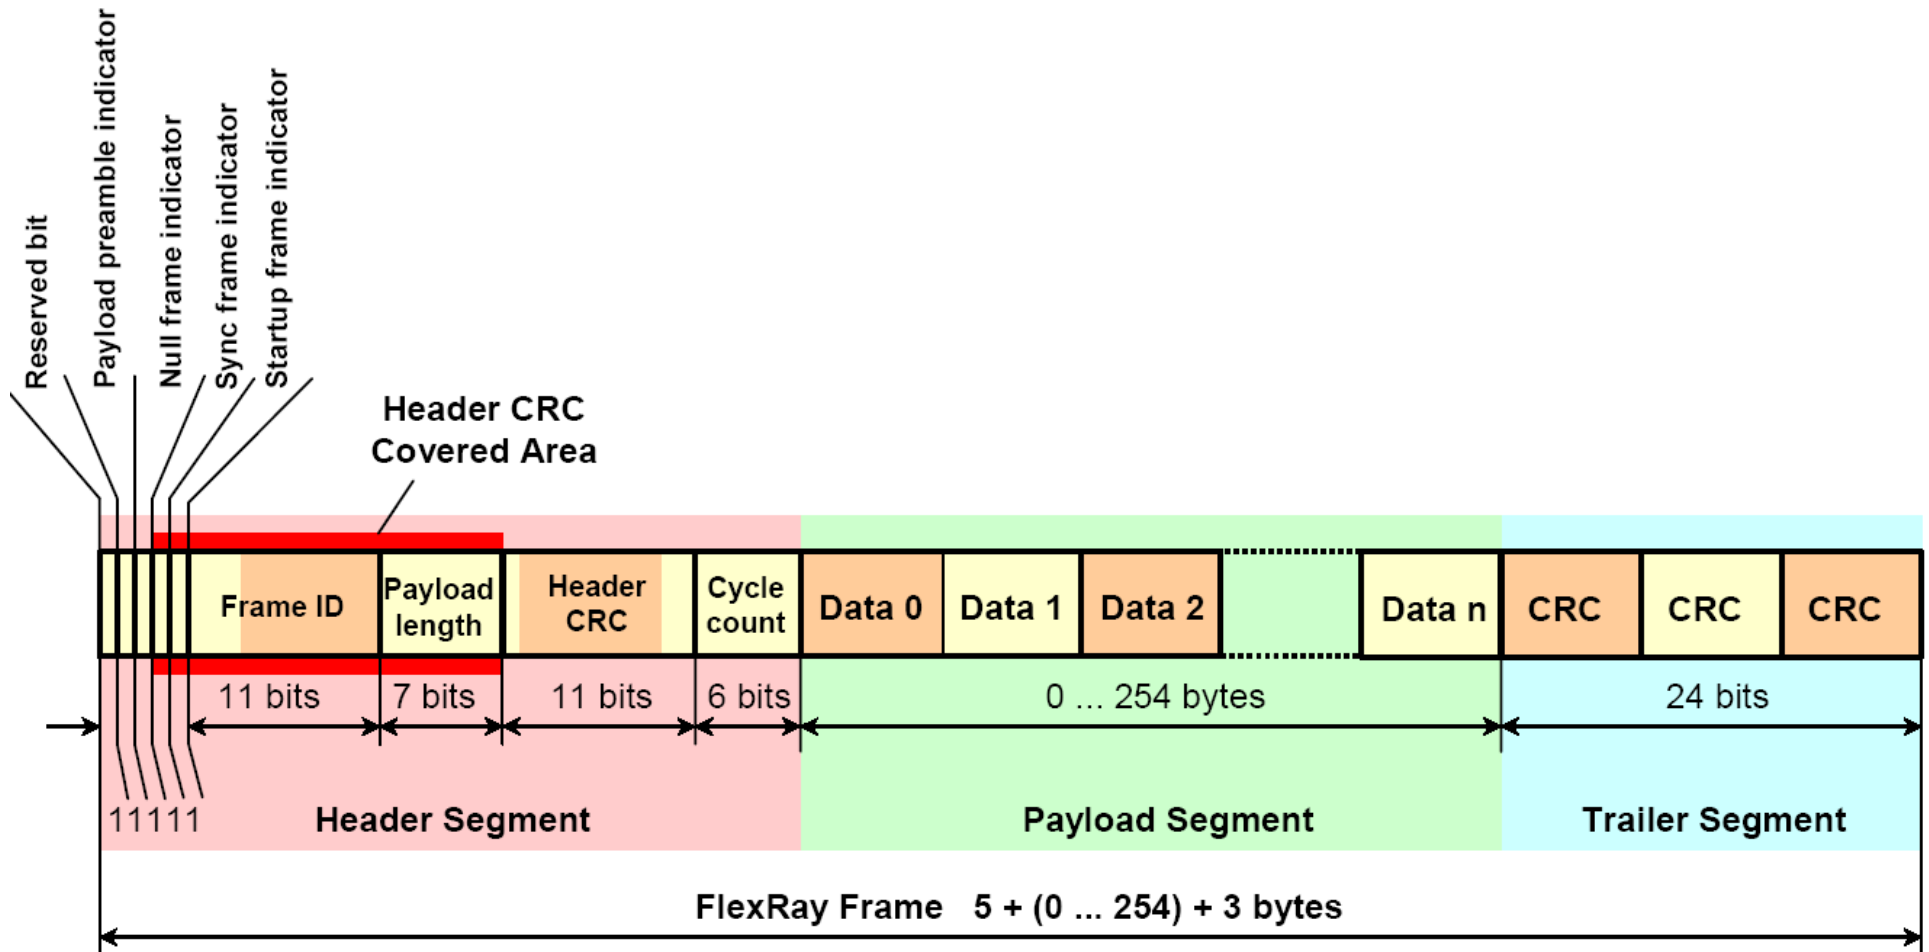 Reserved bit
Payload preamble indicator
Null frame indicator
Sync frame indicator
Startup frame indicator
Header CRC
Covered Area
Frame ID
Payload
length
Header
CRC
Cycle
count
Data 0
Data 1
Data 2
Data n
CRC
CRC
CRC
11 bits
7 bits
11 bits
6 bits
0 ... 254 bytes
24 bits
11111
Header Segment
Payload Segment
Trailer Segment
FlexRay Frame 5 + (0 ... 254) + 3 bytes